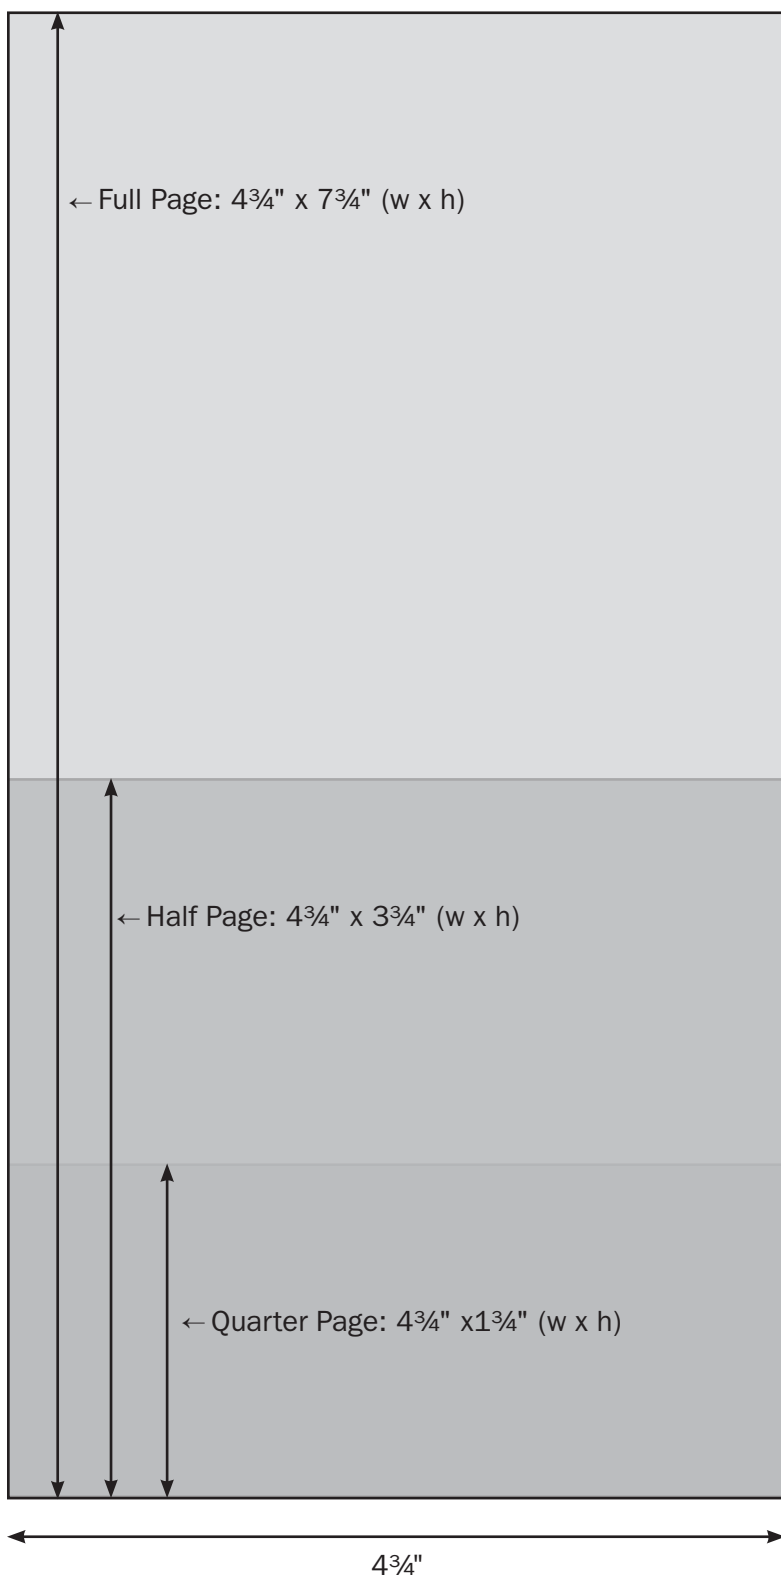 ← Full Page: 4¾" x 7¾" (w x h)
← Half Page: 4¾" x 3¾" (w x h)
← Quarter Page: 4¾" x1¾" (w x h)
4¾"